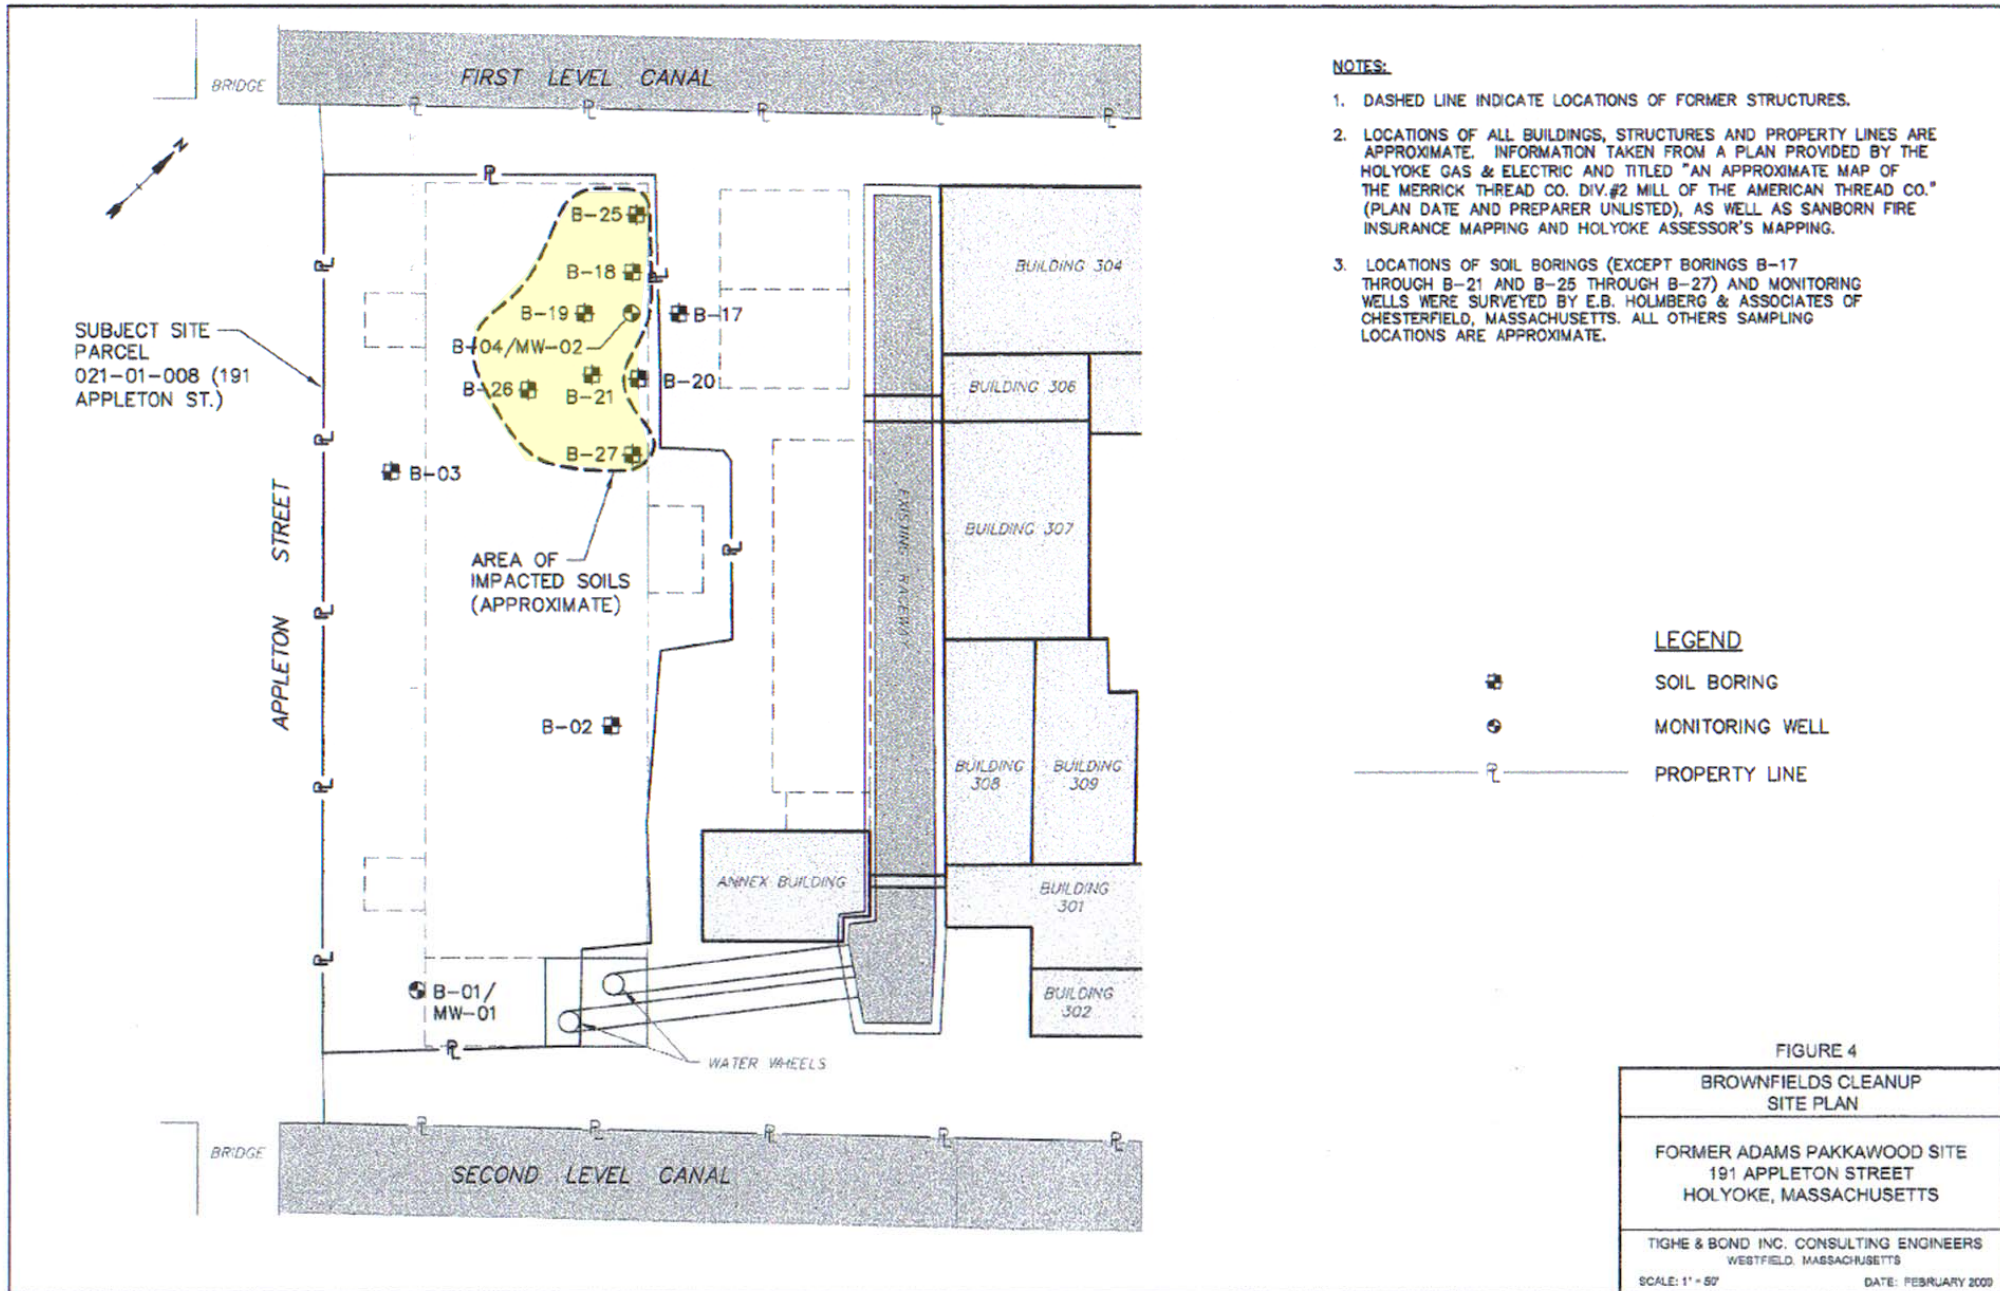 BRIDGE
FIRST LEVEL CANAL
N
SUBJECT SITE
PARCEL
021-01-008 (191
APPLETON ST.)
APPLETON STREET
B-25
B-18
B-19
B-17
B-04/MW-02
B-26
B-21
B-20
B-27
B-03
AREA OF
IMPACTED SOILS
(APPROXIMATE)
B-02
B-01/
MW-01
WATER WHEELS
EXISTING RACEWAY
ANNEX BUILDING
BUILDING 304
BUILDING 306
BUILDING 307
BUILDING
308
BUILDING
309
BUILDING
301
BUILDING
302
BRIDGE
SECOND LEVEL CANAL
NOTES:
1. DASHED LINE INDICATE LOCATIONS OF FORMER STRUCTURES.
2. LOCATIONS OF ALL BUILDINGS, STRUCTURES AND PROPERTY LINES ARE
APPROXIMATE. INFORMATION TAKEN FROM A PLAN PROVIDED BY THE
HOLYOKE GAS & ELECTRIC AND TITLED "AN APPROXIMATE MAP OF
THE MERRICK THREAD CO. DIV.#2 MILL OF THE AMERICAN THREAD CO."
(PLAN DATE AND PREPARER UNLISTED), AS WELL AS SANBORN FIRE
INSURANCE MAPPING AND HOLYOKE ASSESSOR'S MAPPING.
3. LOCATIONS OF SOIL BORINGS (EXCEPT BORINGS B-17
THROUGH B-21 AND B-25 THROUGH B-27) AND MONITORING
WELLS WERE SURVEYED BY E.B. HOLMBERG & ASSOCIATES OF
CHESTERFIELD, MASSACHUSETTS. ALL OTHERS SAMPLING
LOCATIONS ARE APPROXIMATE.
LEGEND
SOIL BORING
MONITORING WELL
PL PROPERTY LINE
FIGURE 4
BROWNFIELDS CLEANUP
SITE PLAN
FORMER ADAMS PAKKAWOOD SITE
191 APPLETON STREET
HOLYOKE, MASSACHUSETTS
TIGHE & BOND INC. CONSULTING ENGINEERS
WESTFIELD, MASSACHUSETTS
SCALE: 1" = 50' DATE: FEBRUARY 2009